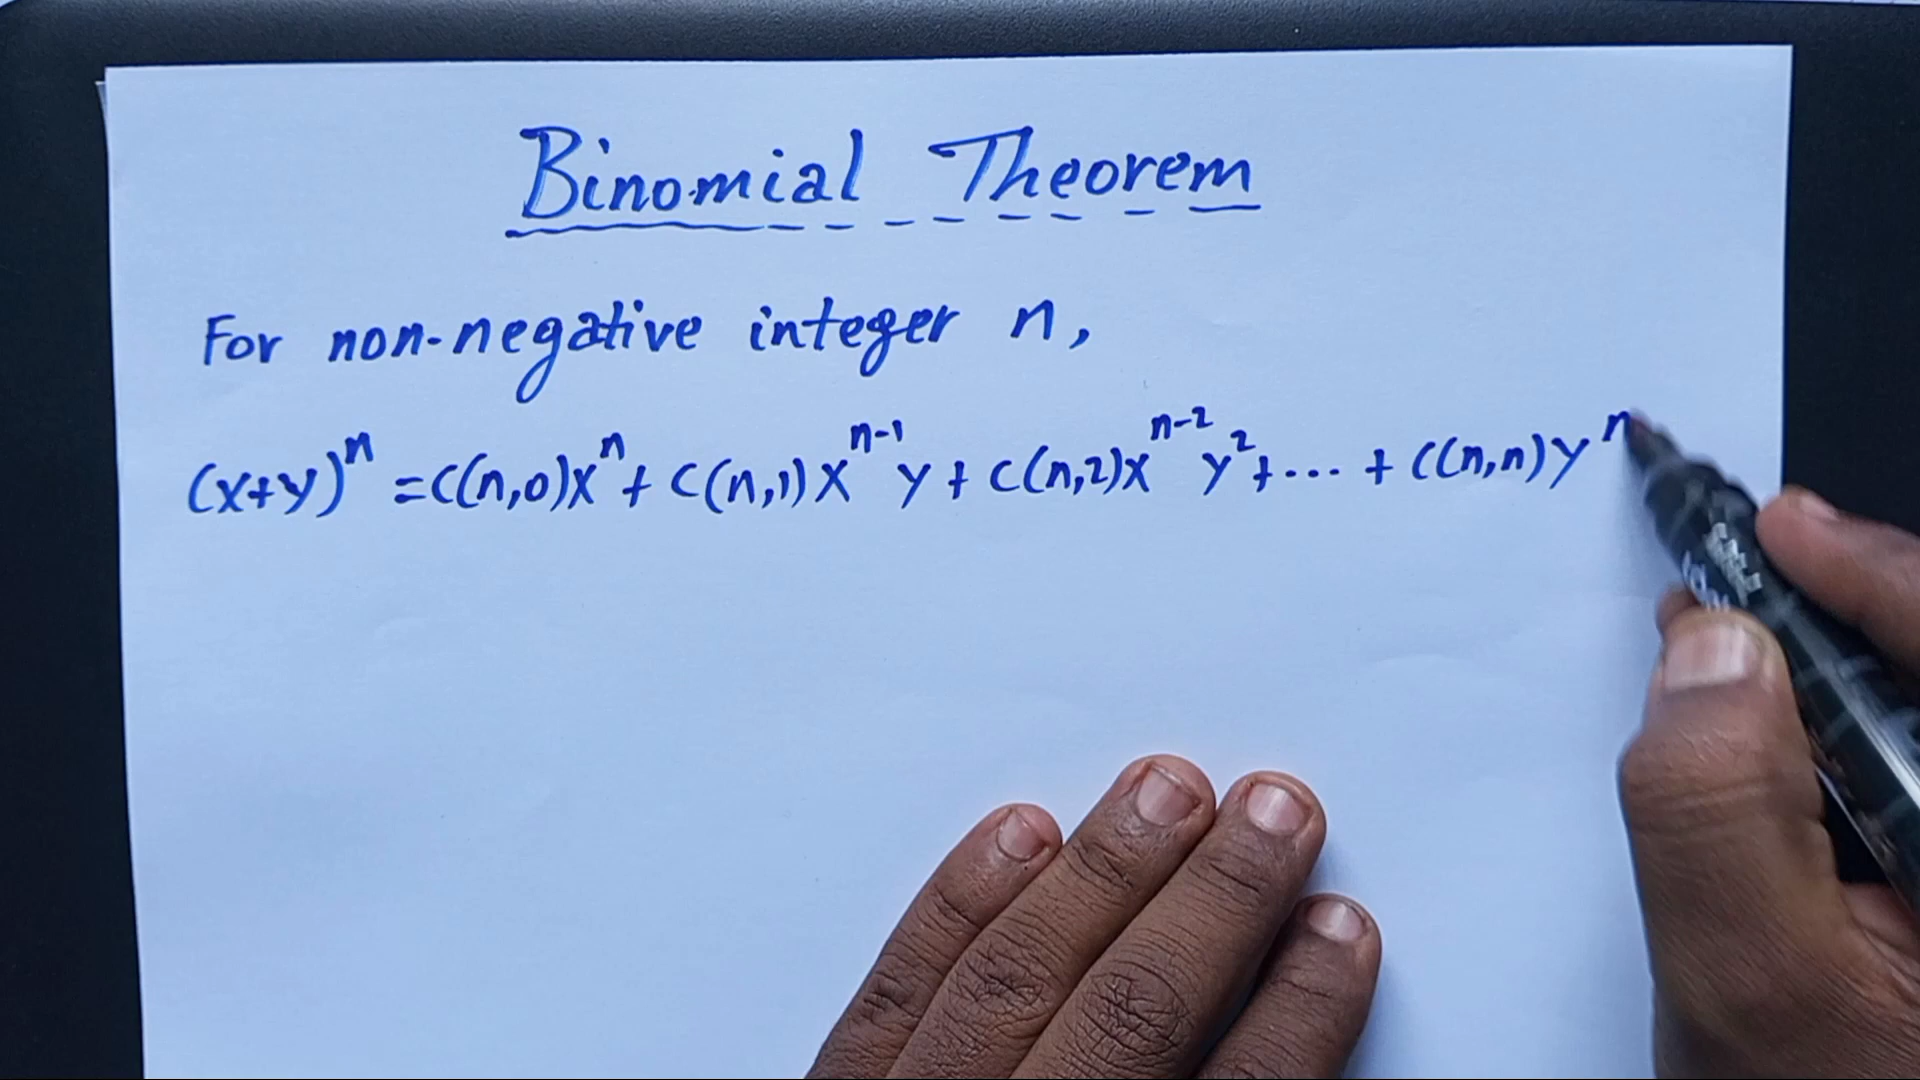 Binomial Theorem
For non-negative integer n,
(x+y)^n = C(n,0)x^n + C(n,1)x^{n-1}y + C(n,2)x^{n-2}y^2 + ... + C(n,n)y^n